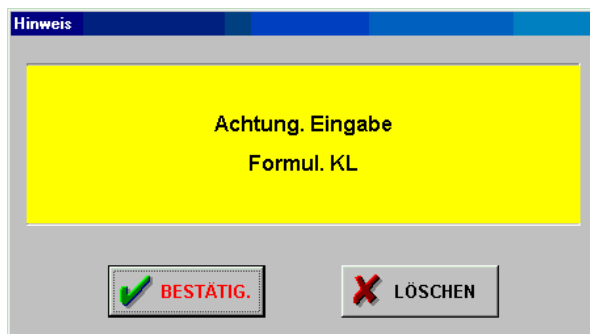 Hinweis
Achtung. Eingabe
Formul. KL
BESTÄTIG.
LÖSCHEN